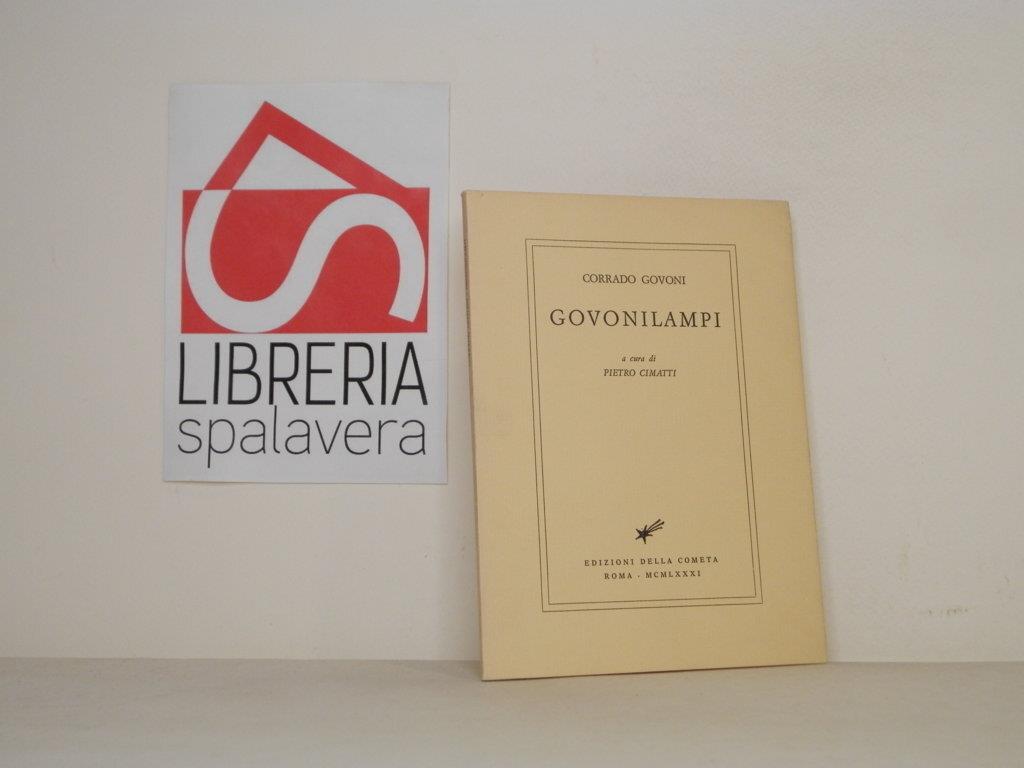 LIBRERIA
spalavera
CORRADO GOVONI
GOVONILAMPI
a cura di
PIETRO CIMATTI
EDIZIONI DELLA COMETA
ROMA · MCMLXXXI